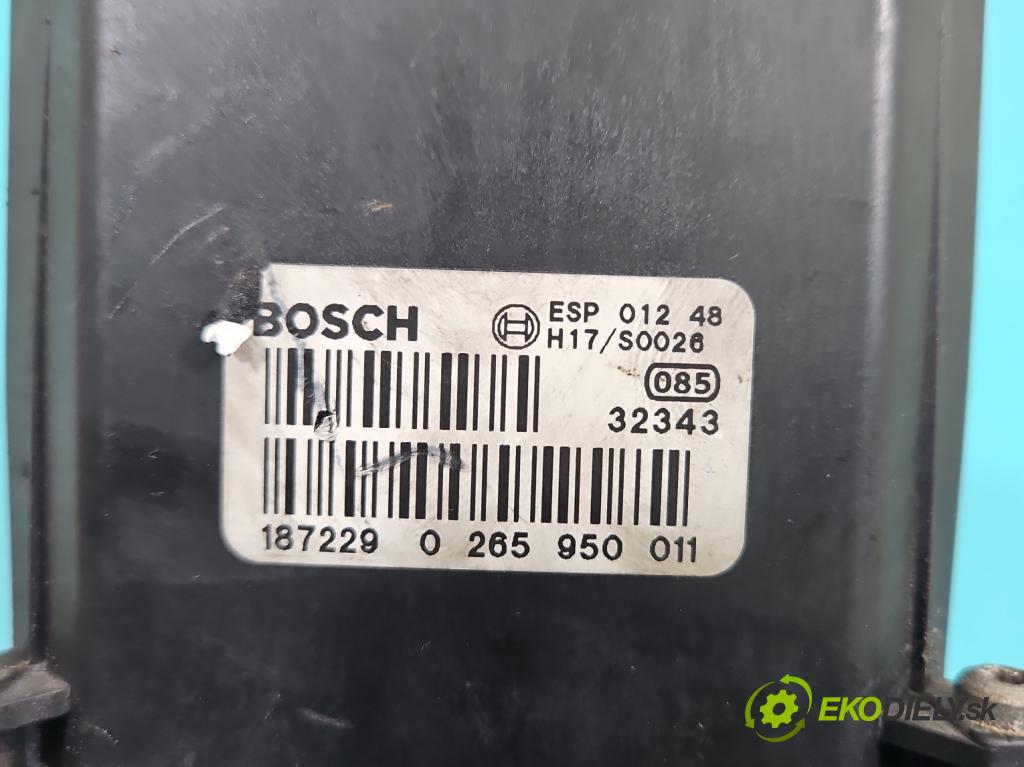 BOSCH
ESP 012 48
H17/S0026
085
32343
187229 0 265 950 011
EKODIELY.sk